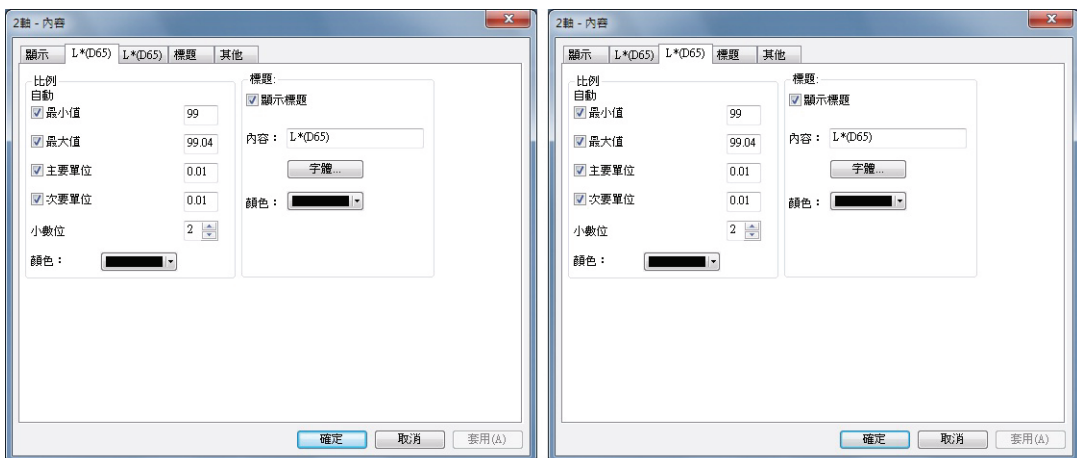 2軸 - 內容
顯示 L*(D65) L*(D65) 標題 其他
比例
自動
最小值 99
最大值 99.04
主要單位 0.01
次要單位 0.01
小數位 2
顏色：
標題:
顯示標題
內容： L*(D65)
字體...
顏色：
確定 取消 套用(A)
2軸 - 內容
顯示 L*(D65) L*(D65) 標題 其他
比例
自動
最小值 99
最大值 99.04
主要單位 0.01
次要單位 0.01
小數位 2
顏色：
標題:
顯示標題
內容： L*(D65)
字體...
顏色：
確定 取消 套用(A)